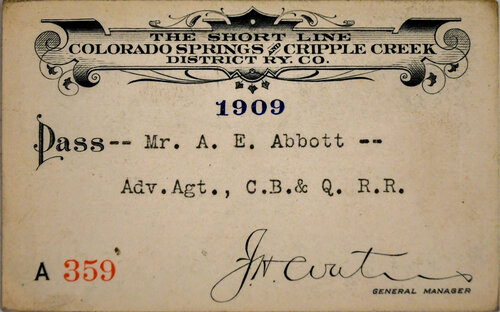 THE SHORT LINE
COLORADO SPRINGS AND CRIPPLE CREEK
DISTRICT RY. CO.
1909
Pass-- Mr. A. E. Abbott --
Adv.Agt., C.B.& Q. R.R.
A 359
GENERAL MANAGER